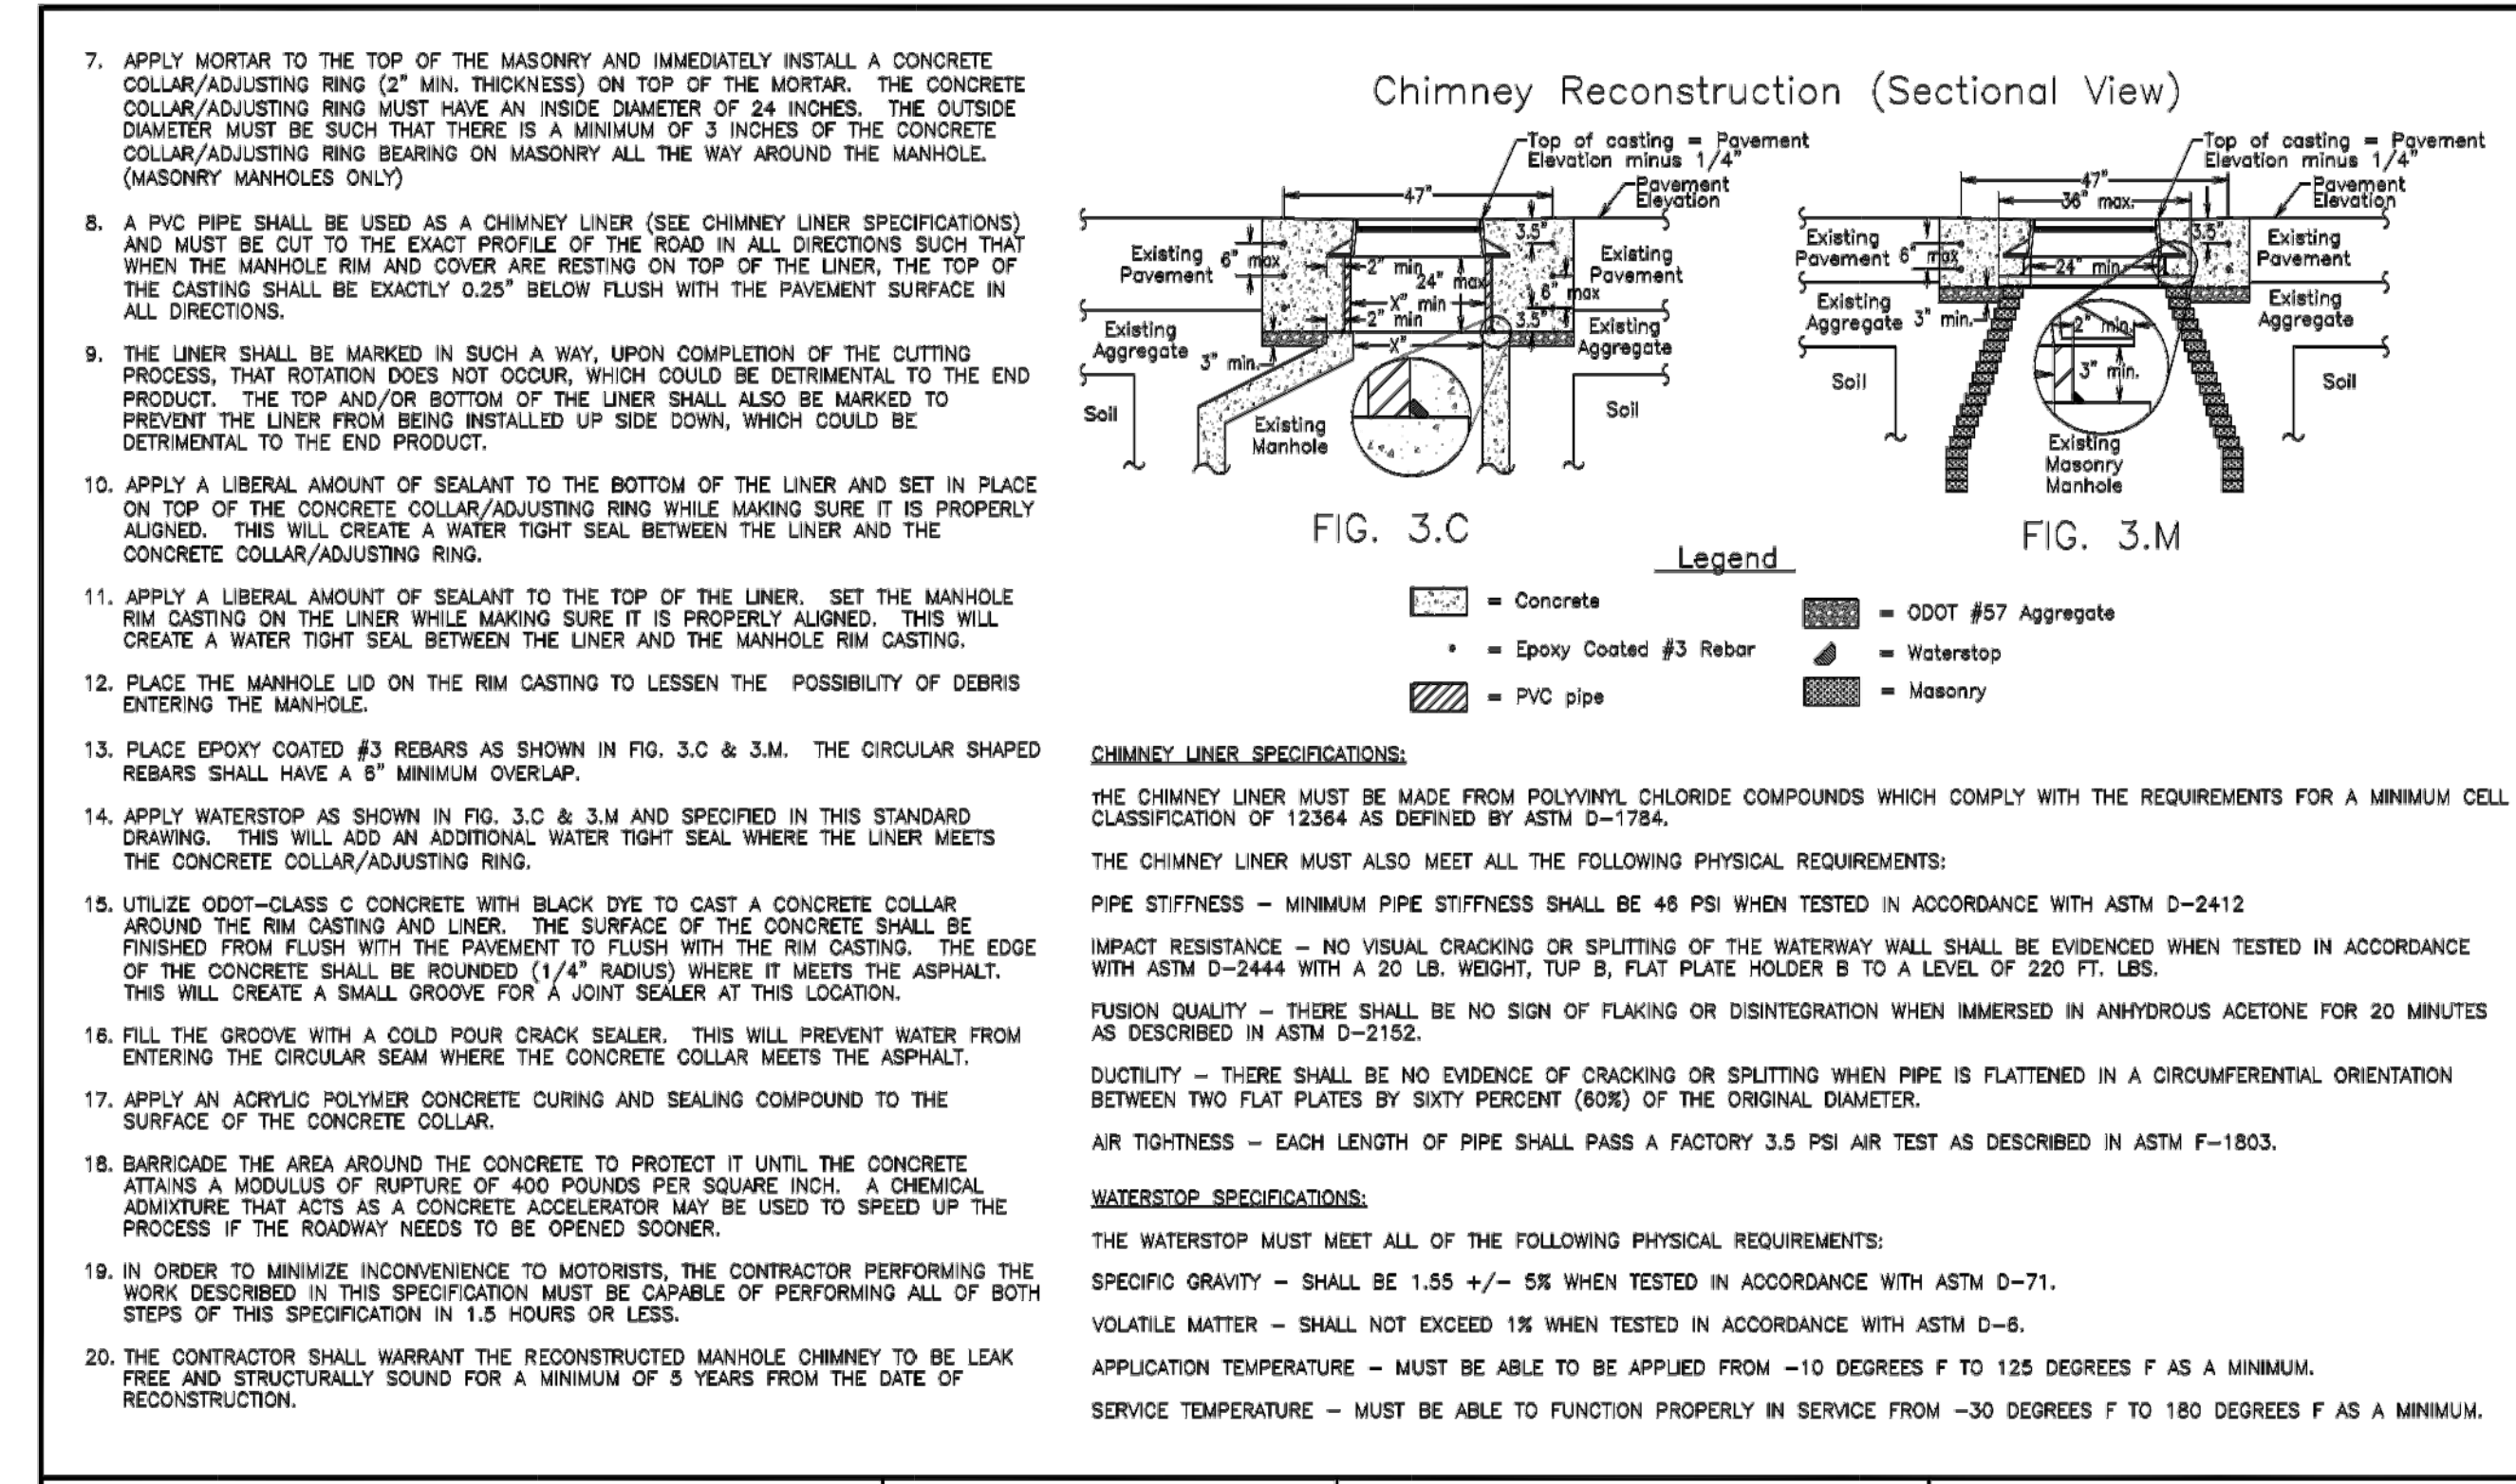 7. APPLY MORTAR TO THE TOP OF THE MASONRY AND IMMEDIATELY INSTALL A CONCRETE
COLLAR/ADJUSTING RING (2" MIN. THICKNESS) ON TOP OF THE MORTAR. THE CONCRETE
COLLAR/ADJUSTING RING MUST HAVE AN INSIDE DIAMETER OF 24 INCHES. THE OUTSIDE
DIAMETER MUST BE SUCH THAT THERE IS A MINIMUM OF 3 INCHES OF THE CONCRETE
COLLAR/ADJUSTING RING BEARING ON MASONRY ALL THE WAY AROUND THE MANHOLE.
(MASONRY MANHOLES ONLY)
8. A PVC PIPE SHALL BE USED AS A CHIMNEY LINER (SEE CHIMNEY LINER SPECIFICATIONS)
AND MUST BE CUT TO THE EXACT PROFILE OF THE ROAD IN ALL DIRECTIONS SUCH THAT
WHEN THE MANHOLE RIM AND COVER ARE RESTING ON TOP OF THE LINER, THE TOP OF
THE CASTING SHALL BE EXACTLY 0.25" BELOW FLUSH WITH THE PAVEMENT SURFACE IN
ALL DIRECTIONS.
9. THE LINER SHALL BE MARKED IN SUCH A WAY, UPON COMPLETION OF THE CUTTING
PROCESS, THAT ROTATION DOES NOT OCCUR, WHICH COULD BE DETRIMENTAL TO THE END
PRODUCT. THE TOP AND/OR BOTTOM OF THE LINER SHALL ALSO BE MARKED TO
PREVENT THE LINER FROM BEING INSTALLED UP SIDE DOWN, WHICH COULD BE
DETRIMENTAL TO THE END PRODUCT.
10. APPLY A LIBERAL AMOUNT OF SEALANT TO THE BOTTOM OF THE LINER AND SET IN PLACE
ON TOP OF THE CONCRETE COLLAR/ADJUSTING RING WHILE MAKING SURE IT IS PROPERLY
ALIGNED. THIS WILL CREATE A WATER TIGHT SEAL BETWEEN THE LINER AND THE
CONCRETE COLLAR/ADJUSTING RING.
11. APPLY A LIBERAL AMOUNT OF SEALANT TO THE TOP OF THE LINER. SET THE MANHOLE
RIM CASTING ON THE LINER WHILE MAKING SURE IT IS PROPERLY ALIGNED. THIS WILL
CREATE A WATER TIGHT SEAL BETWEEN THE LINER AND THE MANHOLE RIM CASTING.
12. PLACE THE MANHOLE LID ON THE RIM CASTING TO LESSEN THE POSSIBILITY OF DEBRIS
ENTERING THE MANHOLE.
13. PLACE EPOXY COATED #3 REBARS AS SHOWN IN FIG. 3.C & 3.M. THE CIRCULAR SHAPED
REBARS SHALL HAVE A 6" MINIMUM OVERLAP.
14. APPLY WATERSTOP AS SHOWN IN FIG. 3.C & 3.M AND SPECIFIED IN THIS STANDARD
DRAWING. THIS WILL ADD AN ADDITIONAL WATER TIGHT SEAL WHERE THE LINER MEETS
THE CONCRETE COLLAR/ADJUSTING RING.
15. UTILIZE ODOT-CLASS C CONCRETE WITH BLACK DYE TO CAST A CONCRETE COLLAR
AROUND THE RIM CASTING AND LINER. THE SURFACE OF THE CONCRETE SHALL BE
FINISHED FROM FLUSH WITH THE PAVEMENT TO FLUSH WITH THE RIM CASTING. THE EDGE
OF THE CONCRETE SHALL BE ROUNDED (1/4" RADIUS) WHERE IT MEETS THE ASPHALT.
THIS WILL CREATE A SMALL GROOVE FOR A JOINT SEALER AT THIS LOCATION.
16. FILL THE GROOVE WITH A COLD POUR CRACK SEALER. THIS WILL PREVENT WATER FROM
ENTERING THE CIRCULAR SEAM WHERE THE CONCRETE COLLAR MEETS THE ASPHALT.
17. APPLY AN ACRYLIC POLYMER CONCRETE CURING AND SEALING COMPOUND TO THE
SURFACE OF THE CONCRETE COLLAR.
18. BARRICADE THE AREA AROUND THE CONCRETE TO PROTECT IT UNTIL THE CONCRETE
ATTAINS A MODULUS OF RUPTURE OF 400 POUNDS PER SQUARE INCH. A CHEMICAL
ADMIXTURE THAT ACTS AS A CONCRETE ACCELERATOR MAY BE USED TO SPEED UP THE
PROCESS IF THE ROADWAY NEEDS TO BE OPENED SOONER.
19. IN ORDER TO MINIMIZE INCONVENIENCE TO MOTORISTS, THE CONTRACTOR PERFORMING THE
WORK DESCRIBED IN THIS SPECIFICATION MUST BE CAPABLE OF PERFORMING ALL OF BOTH
STEPS OF THIS SPECIFICATION IN 1.5 HOURS OR LESS.
20. THE CONTRACTOR SHALL WARRANT THE RECONSTRUCTED MANHOLE CHIMNEY TO BE LEAK
FREE AND STRUCTURALLY SOUND FOR A MINIMUM OF 5 YEARS FROM THE DATE OF
RECONSTRUCTION.
Chimney Reconstruction (Sectional View)
Top of casting = Pavement
Elevation minus 1/4"
Pavement
Elevation
47"
3.5"
Existing
Pavement
6" max
2" min
24" max
Existing
Pavement
X" min
6" max
2" min
3.5"
Existing
Aggregate
X"
Existing
Aggregate
3" min.
Soil
Existing
Manhole
Soil
FIG. 3.C
Top of casting = Pavement
Elevation minus 1/4"
Pavement
Elevation
47"
36" max.
3.5"
Existing
Pavement
6" max
24" min.
Existing
Pavement
Existing
Aggregate
3" min.
2" min.
Existing
Aggregate
3" min.
Soil
Soil
Existing
Masonry
Manhole
FIG. 3.M
Legend
= Concrete
= ODOT #57 Aggregate
= Epoxy Coated #3 Rebar
= Waterstop
= PVC pipe
= Masonry
CHIMNEY LINER SPECIFICATIONS:
THE CHIMNEY LINER MUST BE MADE FROM POLYVINYL CHLORIDE COMPOUNDS WHICH COMPLY WITH THE REQUIREMENTS FOR A MINIMUM CELL
CLASSIFICATION OF 12364 AS DEFINED BY ASTM D-1784.
THE CHIMNEY LINER MUST ALSO MEET ALL THE FOLLOWING PHYSICAL REQUIREMENTS:
PIPE STIFFNESS – MINIMUM PIPE STIFFNESS SHALL BE 46 PSI WHEN TESTED IN ACCORDANCE WITH ASTM D-2412
IMPACT RESISTANCE – NO VISUAL CRACKING OR SPLITTING OF THE WATERWAY WALL SHALL BE EVIDENCED WHEN TESTED IN ACCORDANCE
WITH ASTM D-2444 WITH A 20 LB. WEIGHT, TUP B, FLAT PLATE HOLDER B TO A LEVEL OF 220 FT. LBS.
FUSION QUALITY – THERE SHALL BE NO SIGN OF FLAKING OR DISINTEGRATION WHEN IMMERSED IN ANHYDROUS ACETONE FOR 20 MINUTES
AS DESCRIBED IN ASTM D-2152.
DUCTILITY – THERE SHALL BE NO EVIDENCE OF CRACKING OR SPLITTING WHEN PIPE IS FLATTENED IN A CIRCUMFERENTIAL ORIENTATION
BETWEEN TWO FLAT PLATES BY SIXTY PERCENT (60%) OF THE ORIGINAL DIAMETER.
AIR TIGHTNESS – EACH LENGTH OF PIPE SHALL PASS A FACTORY 3.5 PSI AIR TEST AS DESCRIBED IN ASTM F-1803.
WATERSTOP SPECIFICATIONS:
THE WATERSTOP MUST MEET ALL OF THE FOLLOWING PHYSICAL REQUIREMENTS:
SPECIFIC GRAVITY – SHALL BE 1.55 +/- 5% WHEN TESTED IN ACCORDANCE WITH ASTM D-71.
VOLATILE MATTER – SHALL NOT EXCEED 1% WHEN TESTED IN ACCORDANCE WITH ASTM D-6.
APPLICATION TEMPERATURE – MUST BE ABLE TO BE APPLIED FROM -10 DEGREES F TO 125 DEGREES F AS A MINIMUM.
SERVICE TEMPERATURE – MUST BE ABLE TO FUNCTION PROPERLY IN SERVICE FROM -30 DEGREES F TO 180 DEGREES F AS A MINIMUM.